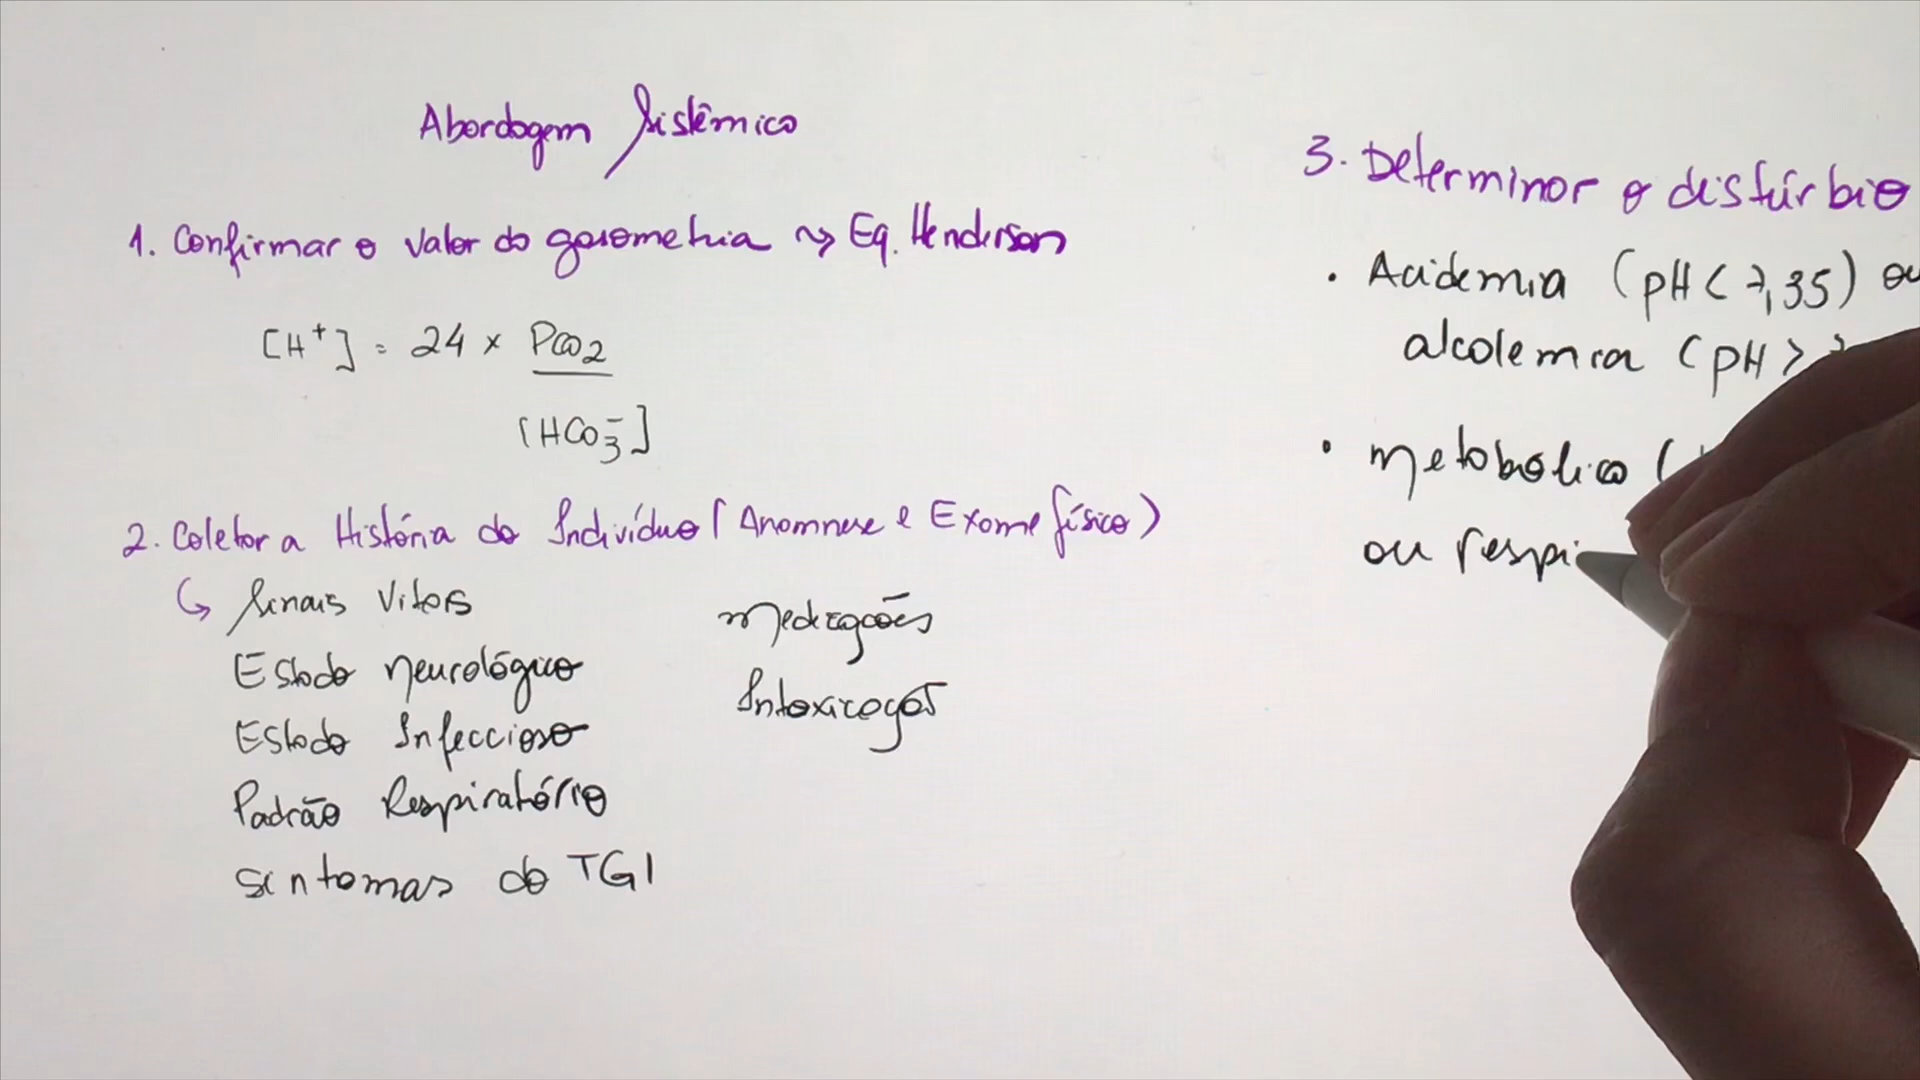 Abordagem Sistêmica
1. Confirmar o valor da gasometria ⇝ Eq. Henderson
[H⁺] = 24 × PCO₂
[HCO₃⁻]
2. Coletar a História do Indivíduo (Anamnese e Exame físico)
↳ Sinais Vitais
Estado neurológico
Estado Infeccioso
Padrão Respiratório
sintomas do TGI
Medicações
Intoxicações
3. Determinar o distúrbio
• Acidemia (pH < 7,35) ou
alcalemia (pH >
• metabólico (
ou respi